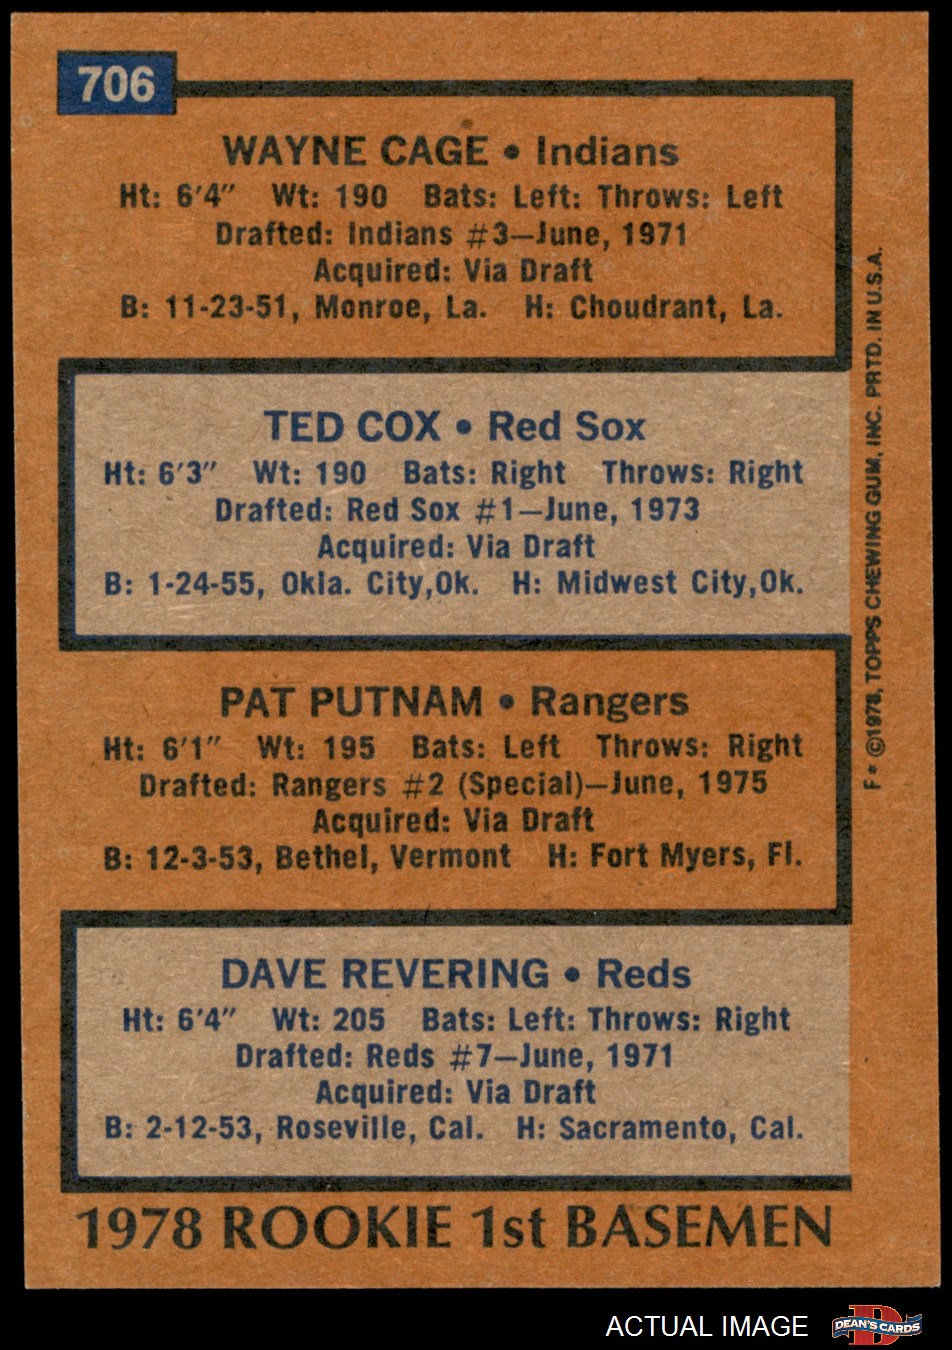 706
WAYNE CAGE • Indians
Ht: 6'4" Wt: 190 Bats: Left: Throws: Left
Drafted: Indians #3—June, 1971
Acquired: Via Draft
B: 11-23-51, Monroe, La. H: Choudrant, La.
TED COX • Red Sox
Ht: 6'3" Wt: 190 Bats: Right Throws: Right
Drafted: Red Sox #1—June, 1973
Acquired: Via Draft
B: 1-24-55, Okla. City,Ok. H: Midwest City,Ok.
PAT PUTNAM • Rangers
Ht: 6'1" Wt: 195 Bats: Left Throws: Right
Drafted: Rangers #2 (Special)—June, 1975
Acquired: Via Draft
B: 12-3-53, Bethel, Vermont H: Fort Myers, Fl.
DAVE REVERING • Reds
Ht: 6'4" Wt: 205 Bats: Left: Throws: Right
Drafted: Reds #7—June, 1971
Acquired: Via Draft
B: 2-12-53, Roseville, Cal. H: Sacramento, Cal.
1978 ROOKIE 1st BASEMEN
F* ©1978, TOPPS CHEWING GUM, INC. PRTD. IN U.S.A.
ACTUAL IMAGE
D
DEAN'S CARDS